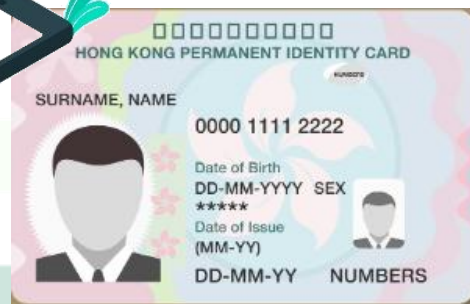 □□□□□□□□□□
HONG KONG PERMANENT IDENTITY CARD
NUMBERS
SURNAME, NAME
0000 1111 2222
Date of Birth
DD-MM-YYYY SEX
*****
Date of Issue
(MM-YY)
DD-MM-YY NUMBERS